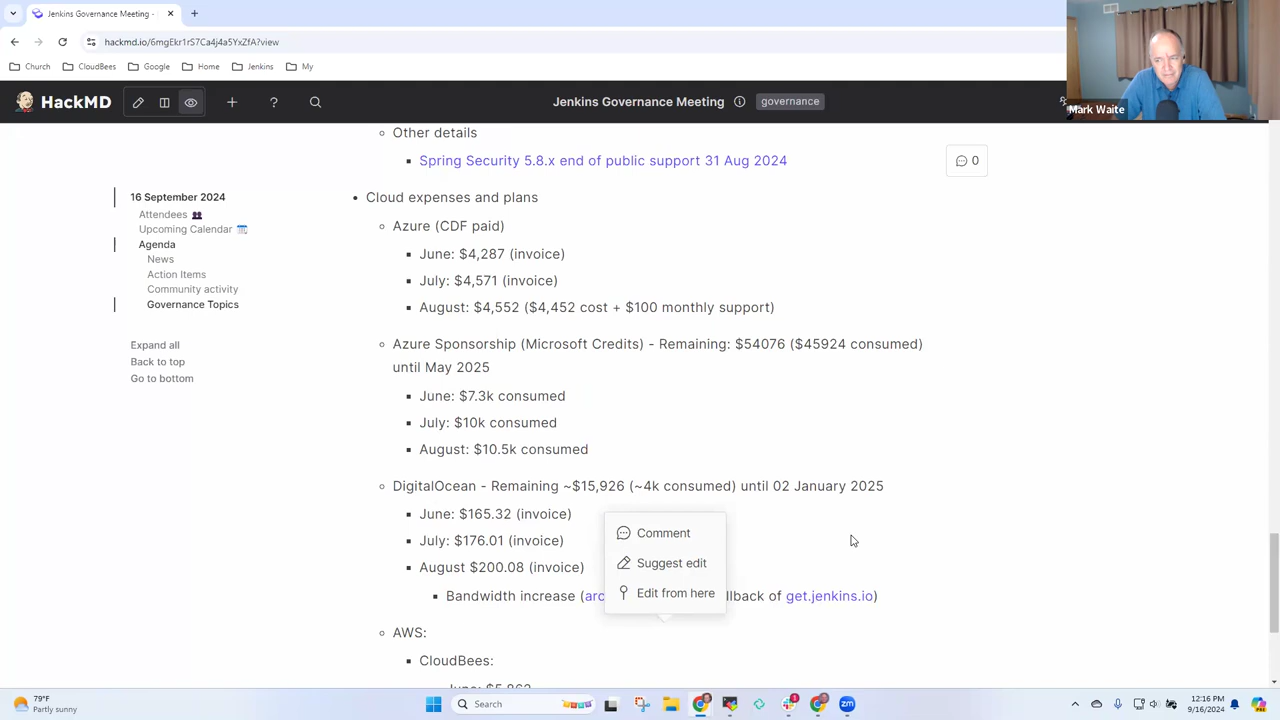 Jenkins Governance Meeting -
hackmd.io/6mgEkr1rS7Ca4j4a5YxZfA?view
Church CloudBees Google Home Jenkins My
Mark Waite
HackMD
Jenkins Governance Meeting governance
Other details
Spring Security 5.8.x end of public support 31 Aug 2024
0
16 September 2024
Attendees
Upcoming Calendar
Agenda
News
Action Items
Community activity
Governance Topics
Expand all
Back to top
Go to bottom
Cloud expenses and plans
Azure (CDF paid)
June: $4,287 (invoice)
July: $4,571 (invoice)
August: $4,552 ($4,452 cost + $100 monthly support)
Azure Sponsorship (Microsoft Credits) - Remaining: $54076 ($45924 consumed)
until May 2025
June: $7.3k consumed
July: $10k consumed
August: $10.5k consumed
DigitalOcean - Remaining ~$15,926 (~4k consumed) until 02 January 2025
June: $165.32 (invoice)
July: $176.01 (invoice)
August $200.08 (invoice)
Bandwidth increase (arc llback of get.jenkins.io)
Comment
Suggest edit
Edit from here
AWS:
CloudBees:
June: $5,862
79°F
Partly sunny
Search
12:16 PM
9/16/2024